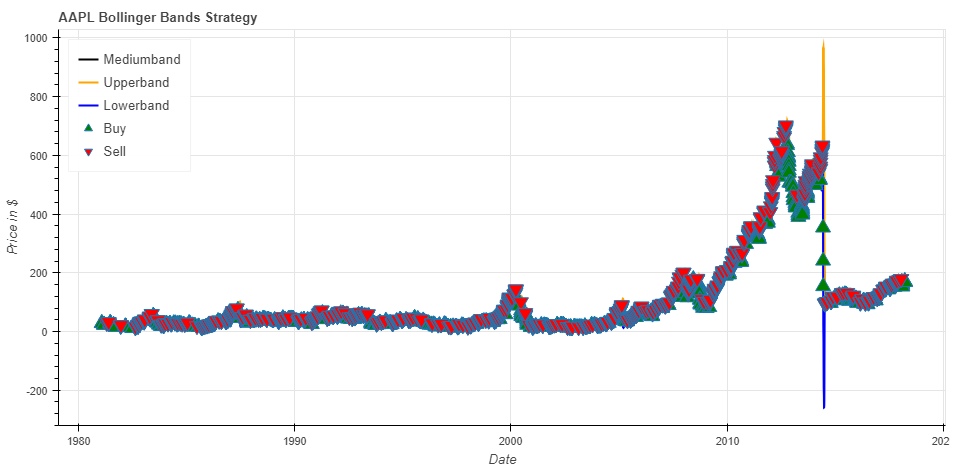 AAPL Bollinger Bands Strategy
1000
800
600
400
200
0
-200
Price in $
Mediumband
Upperband
Lowerband
Buy
Sell
1980
1990
2000
2010
202
Date